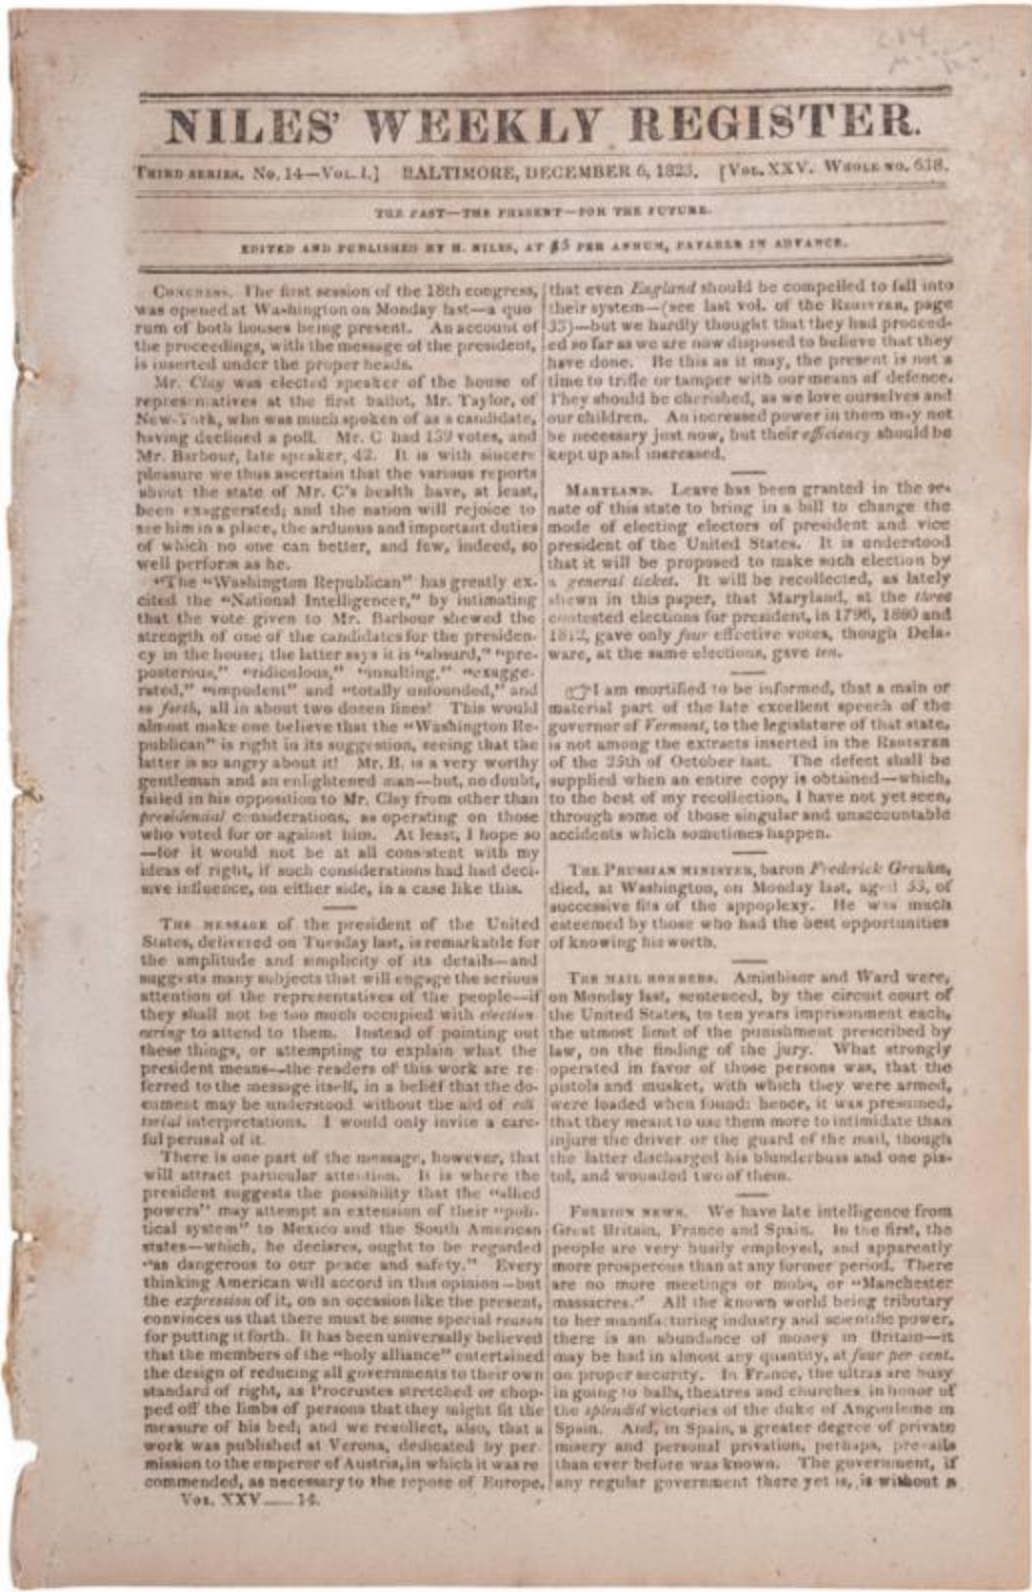 NILES' WEEKLY REGISTER.
THIRD SERIES. No. 14—VOL. I.] BALTIMORE, DECEMBER 6, 1823. [VOL. XXV. WHOLE NO. 638.
THE PAST—THE PRESENT—FOR THE FUTURE.
EDITED AND PUBLISHED BY H. NILES, AT $5 PER ANNUM, PAYABLE IN ADVANCE.
CONGRESS. The first session of the 18th congress,
was opened at Washington on Monday last—a quo
rum of both houses being present. An account of
the proceedings, with the message of the president,
is inserted under the proper heads.
Mr. Clay was elected speaker of the house of
representatives at the first ballot, Mr. Taylor, of
New-York, who was much spoken of as a candidate,
having declined a poll. Mr. C had 139 votes, and
Mr. Barbour, late speaker, 42. It is with sincere
pleasure we thus ascertain that the various reports
about the state of Mr. C's health have, at least,
been exaggerated; and the nation will rejoice to
see him in a place, the arduous and important duties
of which no one can better, and few, indeed, so
well perform as he.
"The "Washington Republican" has greatly ex-
cited the "National Intelligencer," by intimating
that the vote given to Mr. Barbour shewed the
strength of one of the candidates for the presiden-
cy in the house; the latter says it is "absurd," "pre-
posterous," "ridiculous," "insulting," "exagge-
rated," "impudent" and "totally unfounded," and
so forth, all in about two dozen lines! This would
almost make one believe that the "Washington Re-
publican" is right in its suggestion, seeing that the
latter is so angry about it! Mr. B. is a very worthy
gentleman and an enlightened man—but, no doubt,
failed in his opposition to Mr. Clay from other than
presidential considerations, as operating on those
who voted for or against him. At least, I hope so
—for it would not be at all consistent with my
ideas of right, if such considerations had had deci-
sive influence, on either side, in a case like this.
THE MESSAGE of the president of the United
States, delivered on Tuesday last, is remarkable for
the amplitude and simplicity of its details—and
suggests many subjects that will engage the serious
attention of the representatives of the people—if
they shall not be too much occupied with election
eering to attend to them. Instead of pointing out
these things, or attempting to explain what the
president means—the readers of this work are re-
ferred to the message itself, in a belief that the do-
cument may be understood without the aid of edi
torial interpretations. I would only invite a care-
ful perusal of it.
There is one part of the message, however, that
will attract particular attention. It is where the
president suggests the possibility that the "allied
powers" may attempt an extension of their "poli-
tical system" to Mexico and the South American
states—which, he declares, ought to be regarded
"as dangerous to our peace and safety." Every
thinking American will accord in this opinion—but
the expression of it, on an occasion like the present,
convinces us that there must be some special reason
for putting it forth. It has been universally believed
that the members of the "holy alliance" entertained
the design of reducing all governments to their own
standard of right, as Procrustes stretched or chop-
ped off the limbs of persons that they might fit the
measure of his bed; and we recollect, also, that a
work was published at Verona, dedicated by per-
mission to the emperor of Austria, in which it was re
commended, as necessary to the repose of Europe,
VOL. XXV——14.
that even England should be compelled to fall into
their system—(see last vol. of the REGISTER, page
33)—but we hardly thought that they had proceed-
ed so far as we are now disposed to believe that they
have done. Be this as it may, the present is not a
time to trifle or tamper with our means of defence.
They should be cherished, as we love ourselves and
our children. An increased power in them may not
be necessary just now, but their efficiency should be
kept up and increased.
MARYLAND. Leave has been granted in the se-
nate of this state to bring in a bill to change the
mode of electing electors of president and vice
president of the United States. It is understood
that it will be proposed to make such election by
a general ticket. It will be recollected, as lately
shewn in this paper, that Maryland, at the three
contested elections for president, in 1796, 1800 and
1812, gave only four effective votes, though Dela-
ware, at the same elections, gave ten.
☞I am mortified to be informed, that a main or
material part of the late excellent speech of the
governor of Vermont, to the legislature of that state,
is not among the extracts inserted in the REGISTER
of the 25th of October last. The defect shall be
supplied when an entire copy is obtained—which,
to the best of my recollection, I have not yet seen,
through some of those singular and unaccountable
accidents which sometimes happen.
THE PRUSSIAN MINISTER, baron Frederick Greuhm,
died, at Washington, on Monday last, aged 53, of
successive fits of the appoplexy. He was much
esteemed by those who had the best opportunities
of knowing his worth.
THE MAIL ROBBERS. Aminhisor and Ward were,
on Monday last, sentenced, by the circuit court of
the United States, to ten years imprisonment each,
the utmost limit of the punishment prescribed by
law, on the finding of the jury. What strongly
operated in favor of those persons was, that the
pistols and musket, with which they were armed,
were loaded when found: hence, it was presumed,
that they meant to use them more to intimidate than
injure the driver or the guard of the mail, though
the latter discharged his blunderbuss and one pis-
tol, and wounded two of them.
FOREIGN NEWS. We have late intelligence from
Great Britain, France and Spain. In the first, the
people are very busily employed, and apparently
more prosperous than at any former period. There
are no more meetings or mobs, or "Manchester
massacres." All the known world being tributary
to her manufacturing industry and scientific power,
there is an abundance of money in Britain—it
may be had in almost any quantity, at four per cent.
on proper security. In France, the ultras are busy
in going to balls, theatres and churches, in honor of
the splendid victories of the duke of Angouleme in
Spain. And, in Spain, a greater degree of private
misery and personal privation, perhaps, prevails
than ever before was known. The government, if
any regular government there yet is, is without a